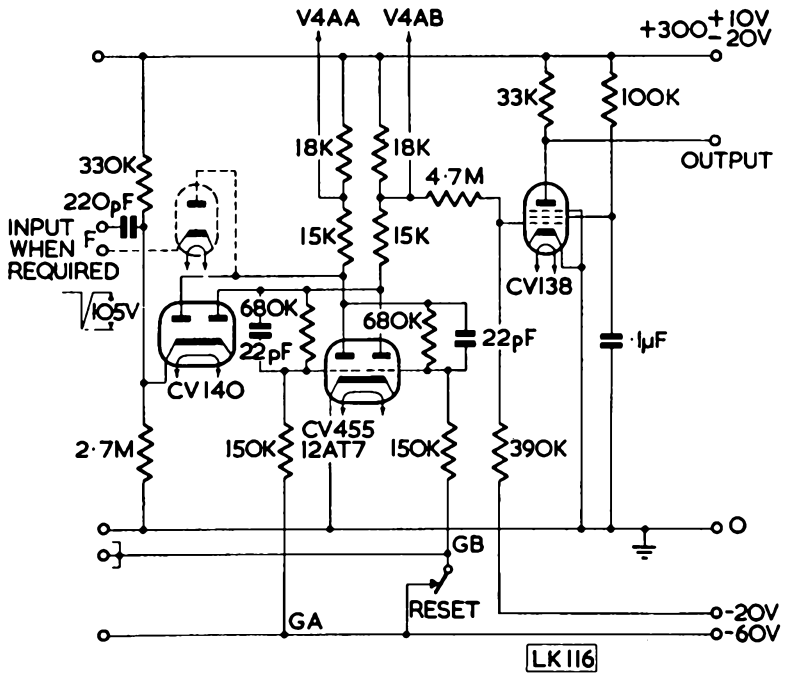 V4AA V4AB
+300 +10V
-20V
33K 100K
18K 18K
OUTPUT
330K
4·7M
220pF
INPUT
WHEN F
REQUIRED
15K 15K
CV138
105V
680K 680K
22pF 22pF ·1µF
CV140
CV455
12AT7
2·7M 150K 150K 390K
O
GB
RESET
GA
-20V
-60V
LK116